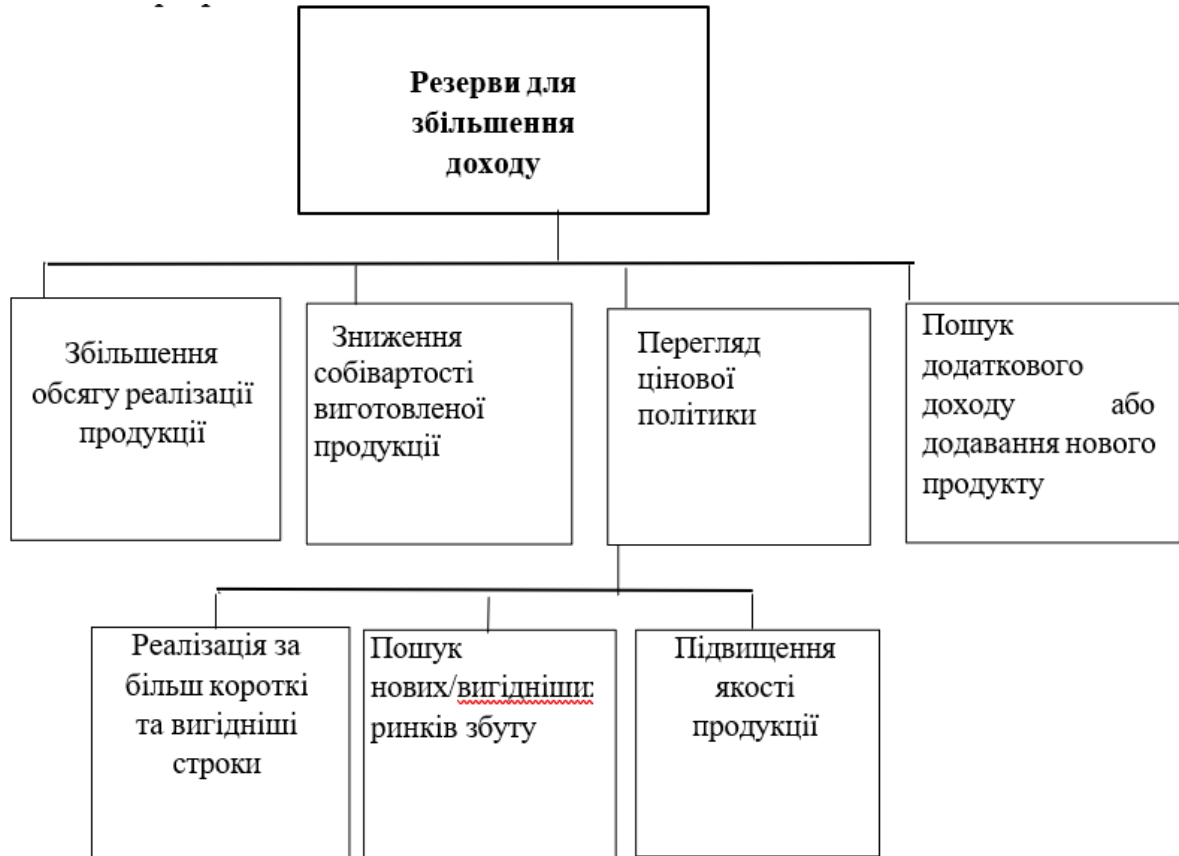 Резерви для
збільшення
доходу
Збільшення
обсягу реалізації
продукції
Зниження
собівартості
виготовленої
продукції
Перегляд
цінової
політики
Пошук
додаткового
доходу або
додавання нового
продукту
Реалізація за
більш короткі
та вигідніші
строки
Пошук
нових/вигідніши
ринків збуту
Підвищення
якості
продукції